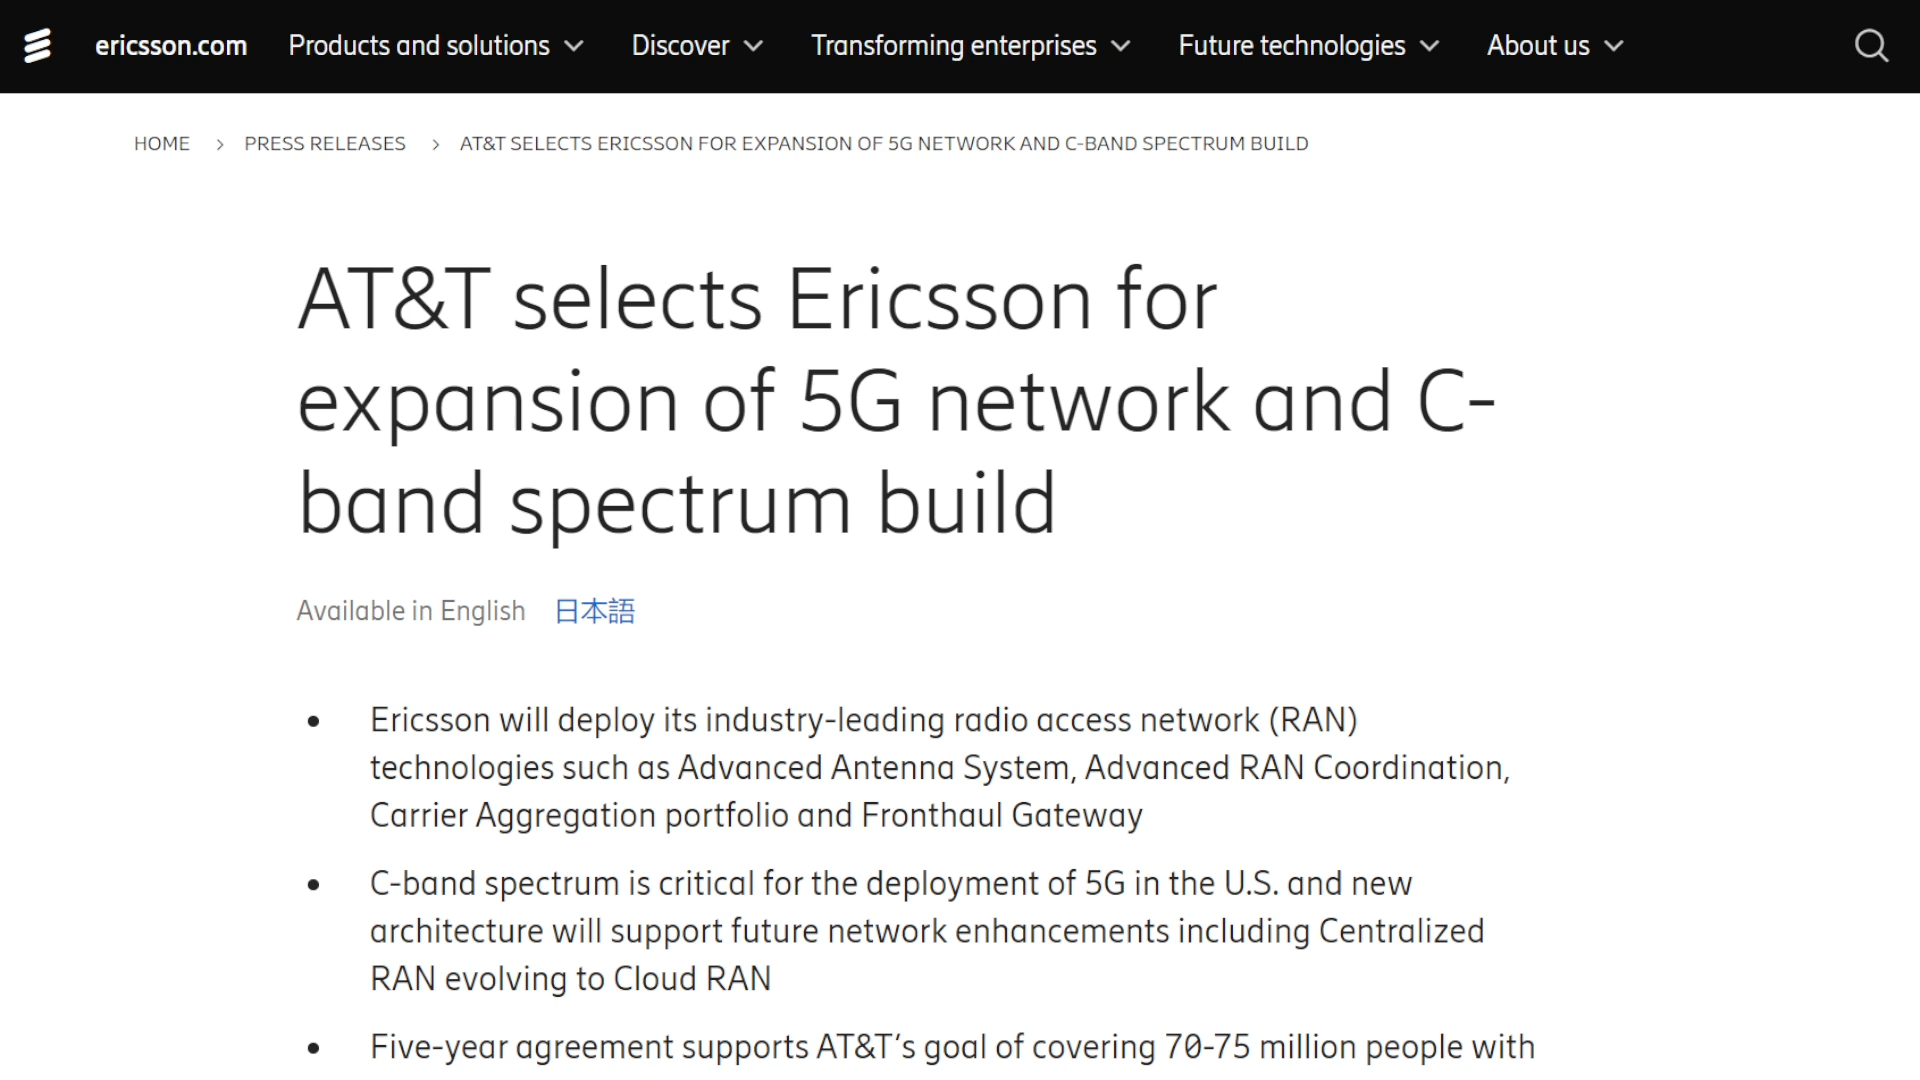 ericsson.com Products and solutions Discover Transforming enterprises Future technologies About us
HOME > PRESS RELEASES > AT&T SELECTS ERICSSON FOR EXPANSION OF 5G NETWORK AND C-BAND SPECTRUM BUILD
AT&T selects Ericsson for
expansion of 5G network and C-
band spectrum build
Available in English 日本語
• Ericsson will deploy its industry-leading radio access network (RAN)
technologies such as Advanced Antenna System, Advanced RAN Coordination,
Carrier Aggregation portfolio and Fronthaul Gateway
• C-band spectrum is critical for the deployment of 5G in the U.S. and new
architecture will support future network enhancements including Centralized
RAN evolving to Cloud RAN
• Five-year agreement supports AT&T’s goal of covering 70-75 million people with